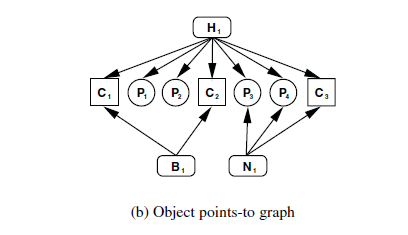 H1
C1 P1 P2 C2 P3 P4 C3
B1 N1
(b) Object points-to graph